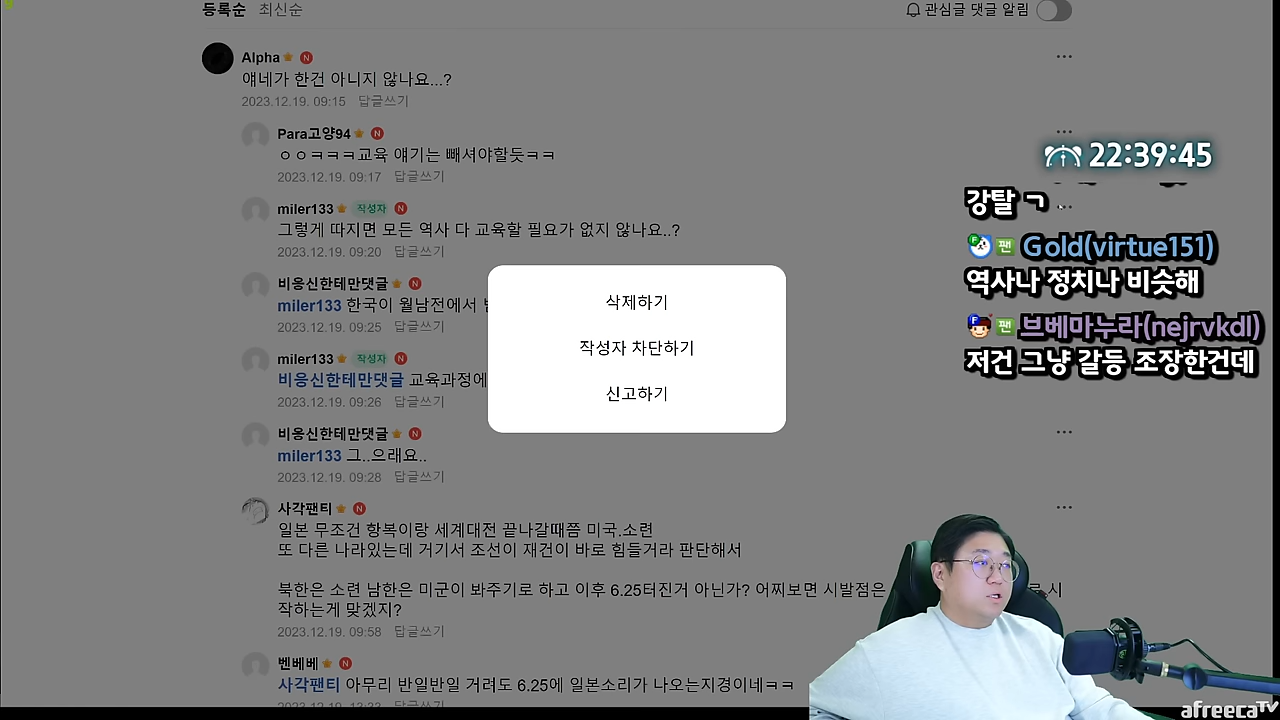 등록순 최신순
관심글 댓글 알림
Alpha N
얘네가 한건 아니지 않나요...?
2023.12.19. 09:15 답글쓰기
Para고양94 N
ㅇㅇㅋㅋㅋ교육 얘기는 빼셔야할듯ㅋㅋ
2023.12.19. 09:17 답글쓰기
miler133 작성자 N
그렇게 따지면 모든 역사 다 교육할 필요가 없지 않나요..?
2023.12.19. 09:20 답글쓰기
비응신한테만댓글 N
miler133 한국이 월남전에서
2023.12.19. 09:25 답글쓰기
miler133 작성자 N
비응신한테만댓글 교육과정에
2023.12.19. 09:26 답글쓰기
비응신한테만댓글 N
miler133 그..으래요..
2023.12.19. 09:28 답글쓰기
사각팬티 N
일본 무조건 항복이랑 세계대전 끝나갈때쯤 미국.소련
또 다른 나라있는데 거기서 조선이 재건이 바로 힘들거라 판단해서
북한은 소련 남한은 미군이 봐주기로 하고 이후 6.25터진거 아닌가? 어찌보면 시발점은 시
작하는게 맞겠지?
2023.12.19. 09:58 답글쓰기
벤베베 N
사각팬티 아무리 반일반일 거려도 6.25에 일본소리가 나오는지경이네ㅋㅋ
2023.12.19. 13:33 답글쓰기
삭제하기
작성자 차단하기
신고하기
22:39:45
강탈 ㄱ
F 팬 Gold(virtue151)
역사나 정치나 비슷해
F 팬 브베마누라(nejrvkdl)
저건 그냥 갈등 조장한건데
afreecaTV